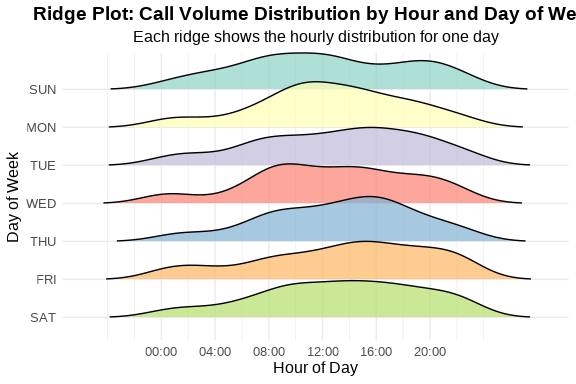 Ridge Plot: Call Volume Distribution by Hour and Day of We
Each ridge shows the hourly distribution for one day
Day of Week
SUN
MON
TUE
WED
THU
FRI
SAT
00:00 04:00 08:00 12:00 16:00 20:00
Hour of Day